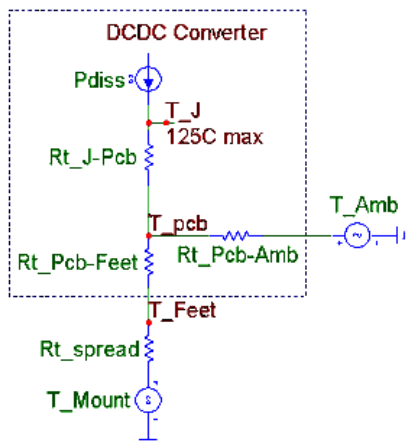 DCDC Converter
Pdiss
T_J
125C max
Rt_J-Pcb
T_pcb
T_Amb
Rt_Pcb-Feet
Rt_Pcb-Amb
T_Feet
Rt_spread
T_Mount